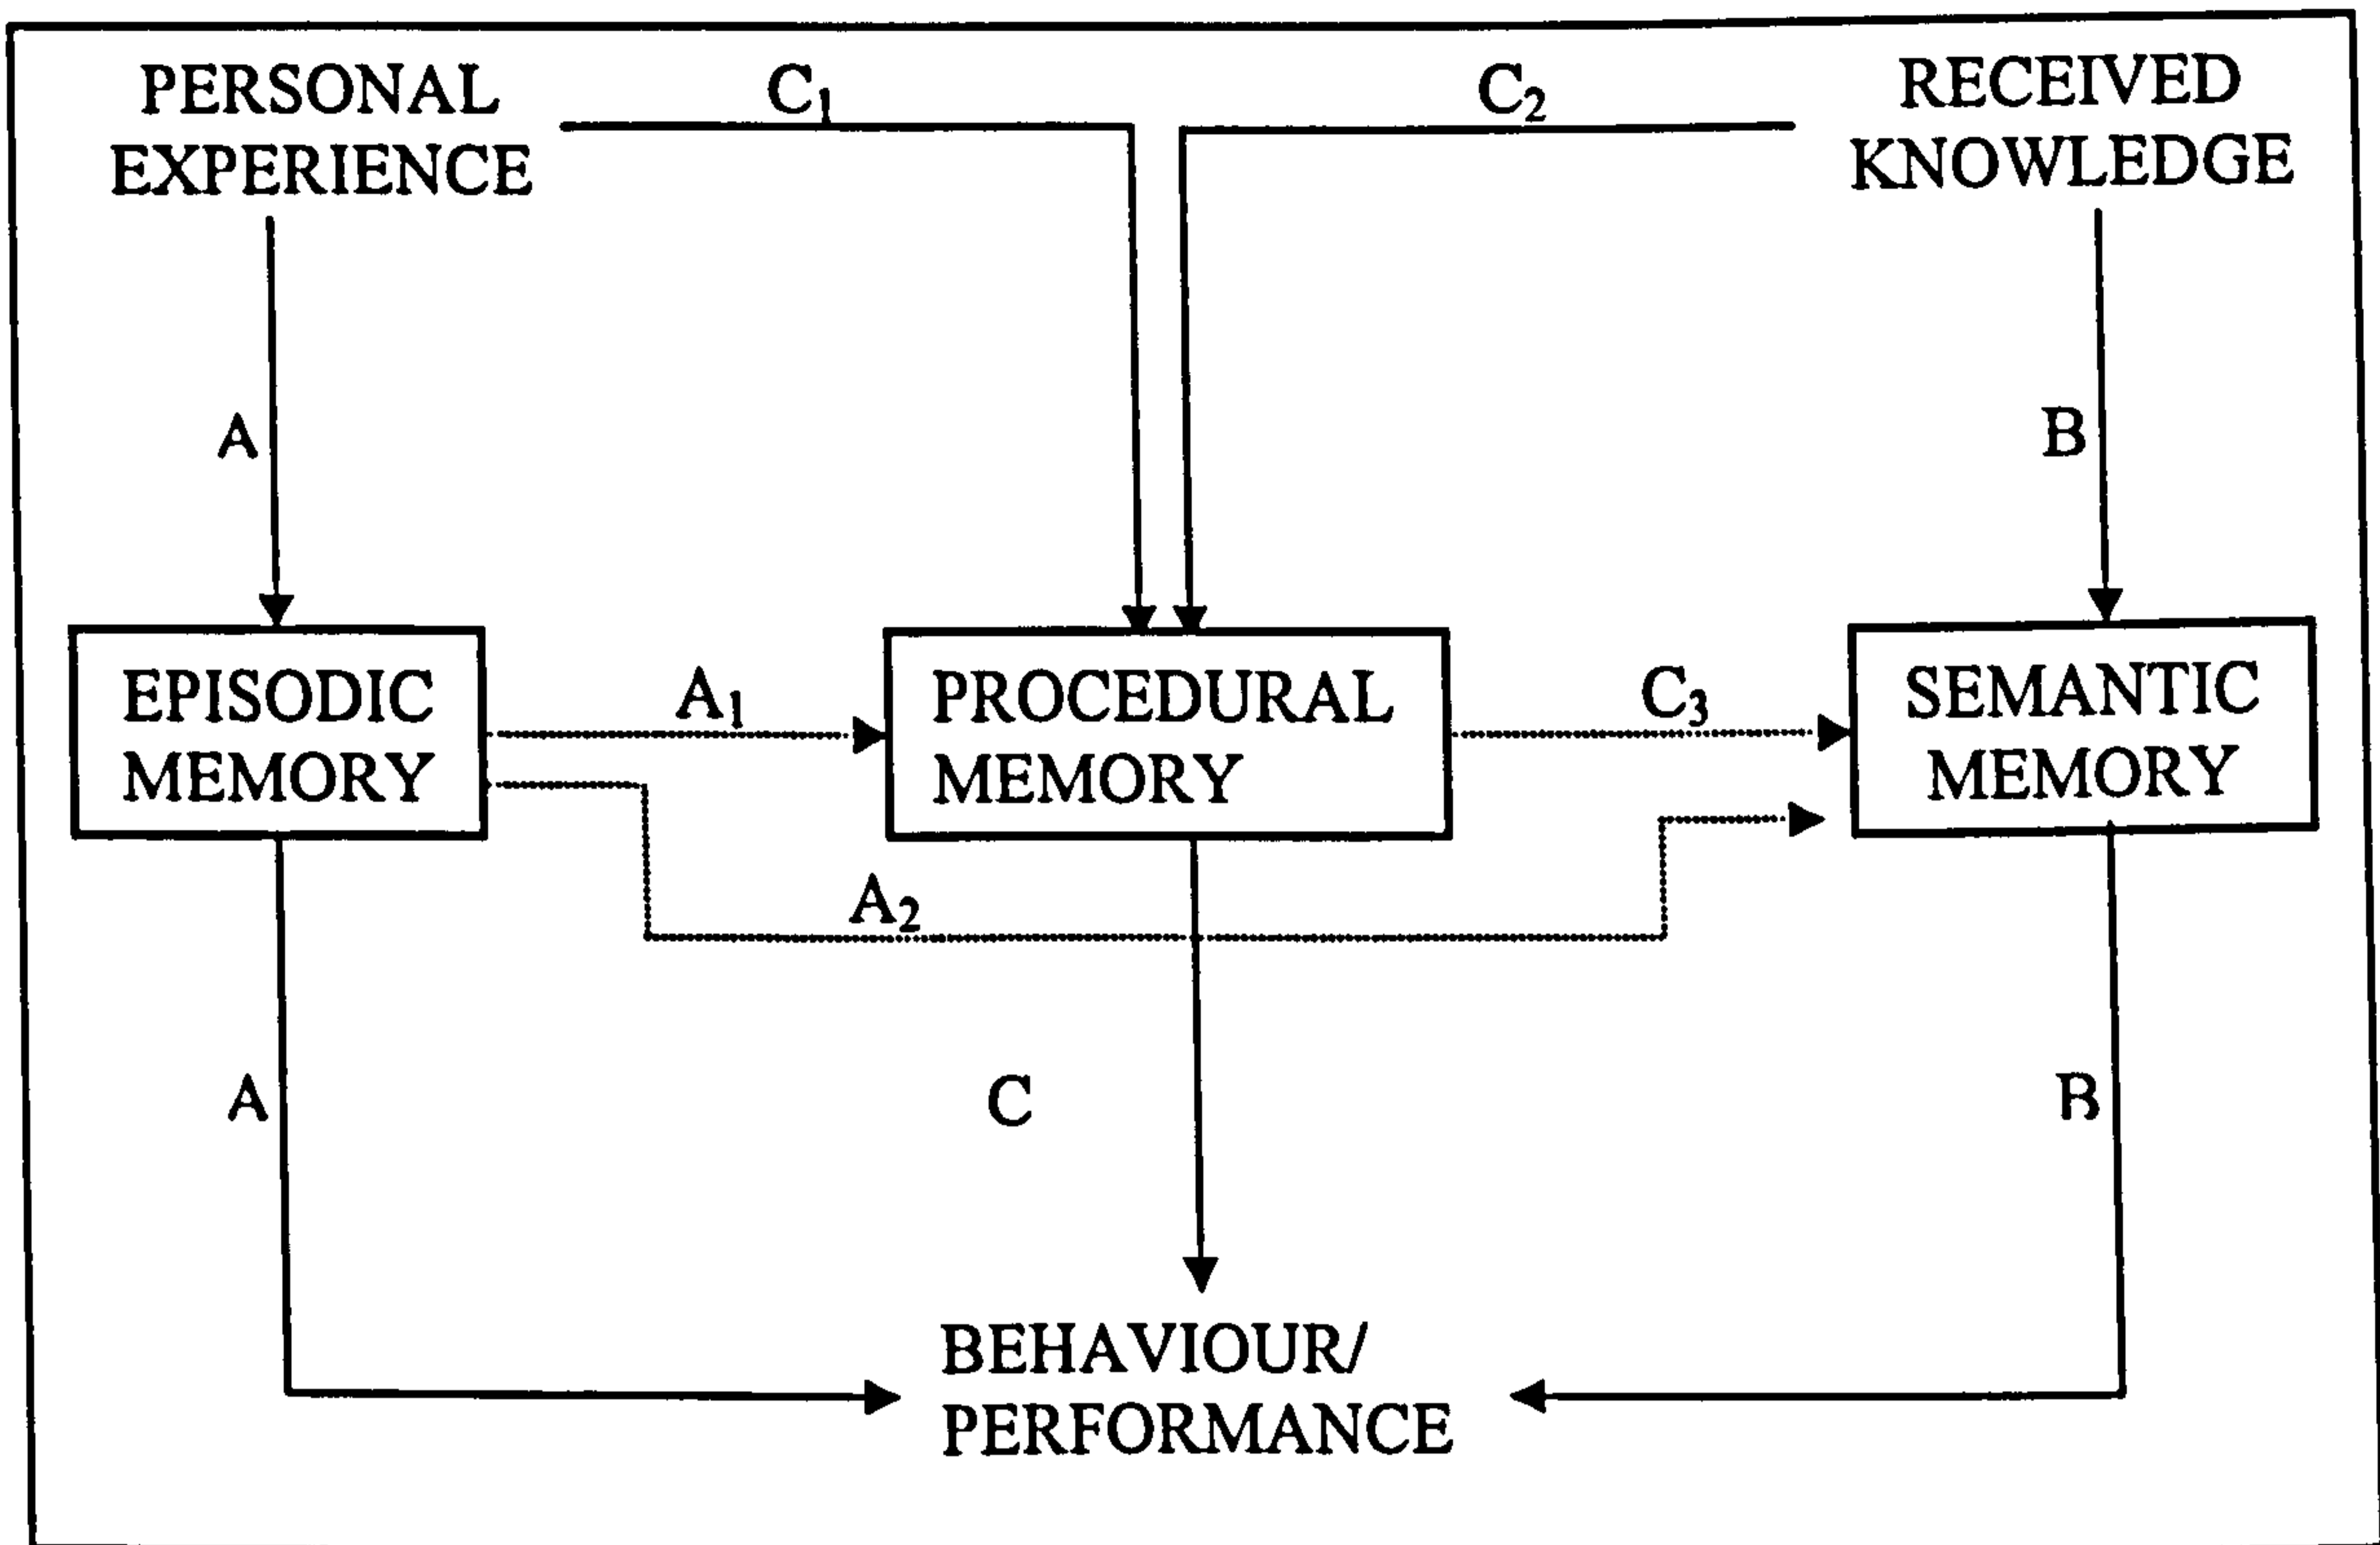 PERSONAL
EXPERIENCE
C₁
C₂
RECEIVED
KNOWLEDGE
A
B
EPISODIC
MEMORY
A₁
PROCEDURAL
MEMORY
C₃
SEMANTIC
MEMORY
A₂
A
C
B
BEHAVIOUR/
PERFORMANCE